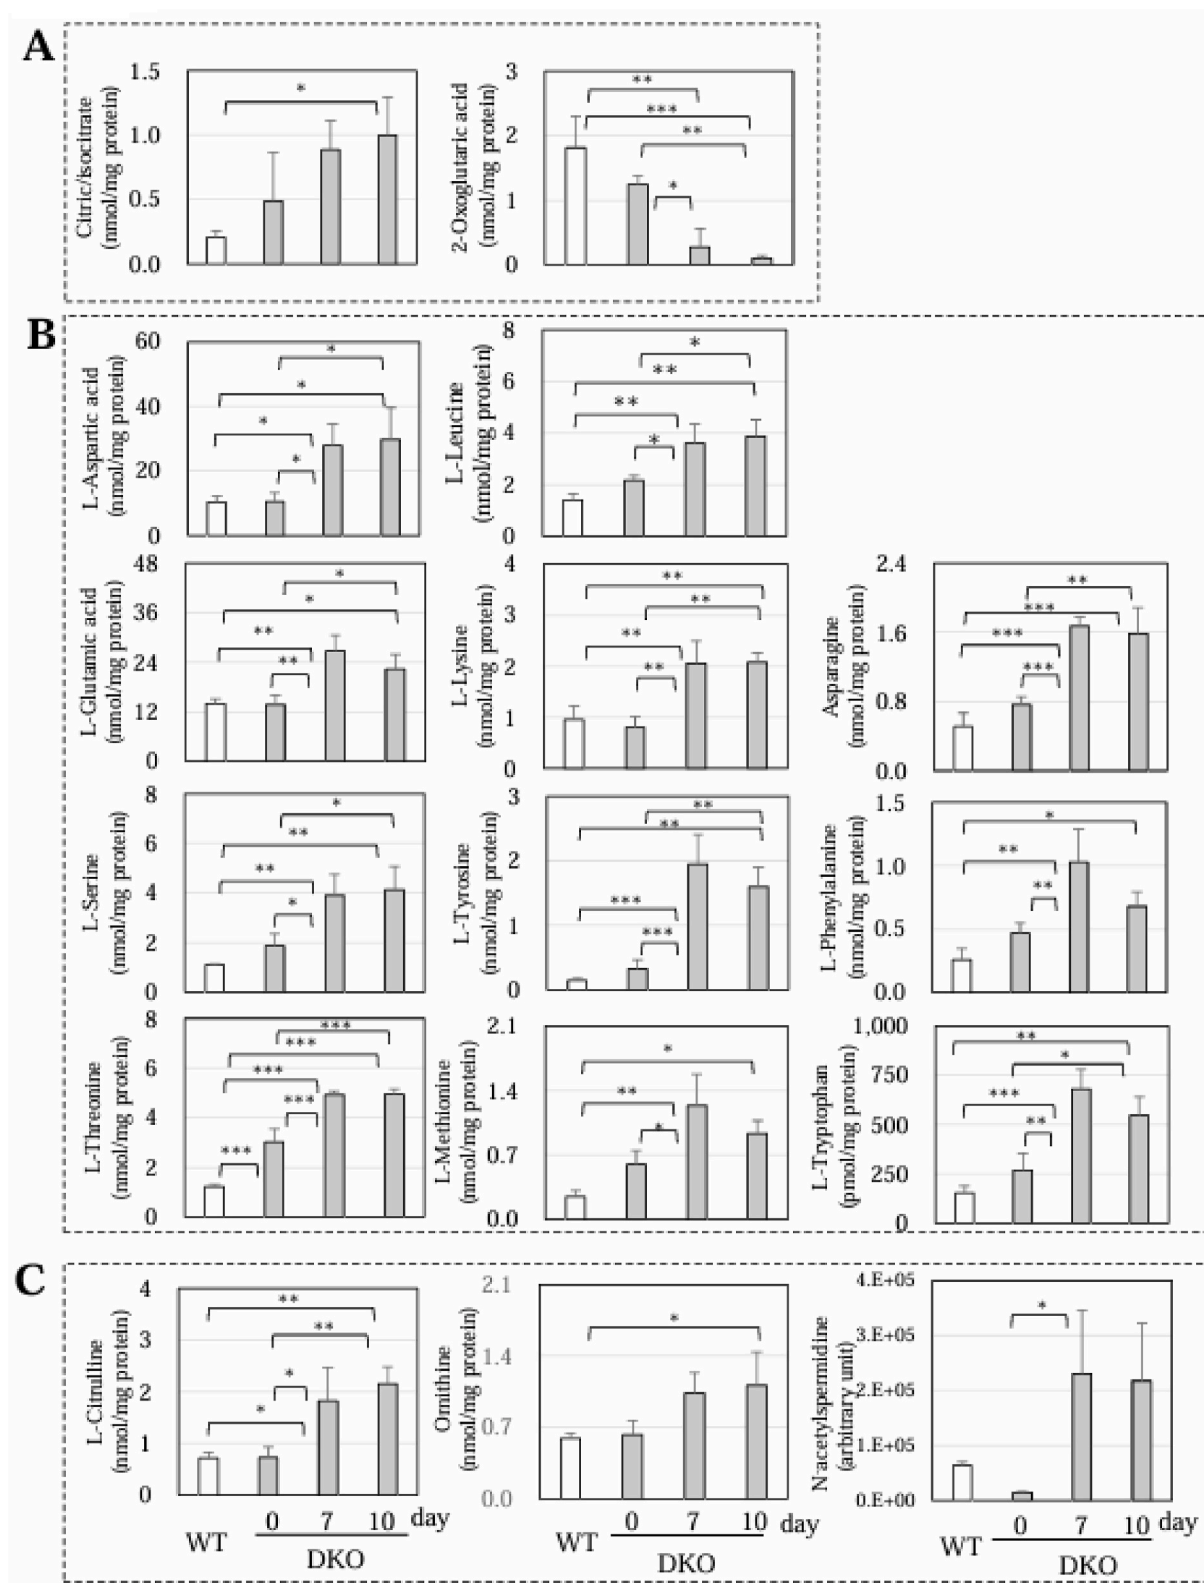 A
Citric/isocitrate
(nmol/mg protein)
1.5
1.0
0.5
0.0
*
2-Oxoglutaric acid
(nmol/mg protein)
3
2
1
0
**
***
**
*
B
L-Aspartic acid
(nmol/mg protein)
60
40
20
0
*
*
*
*
L-Leucine
(nmol/mg protein)
8
6
4
2
0
*
**
**
*
L-Glutamic acid
(nmol/mg protein)
48
36
24
12
0
*
*
**
**
L-Lysine
(nmol/mg protein)
4
3
2
1
0
**
**
**
**
Asparagine
(nmol/mg protein)
2.4
1.6
0.8
0.0
**
***
***
***
L-Serine
(nmol/mg protein)
8
6
4
2
0
*
**
**
*
L-Tyrosine
(nmol/mg protein)
3
2
1
0
**
**
***
***
L-Phenylalanine
(nmol/mg protein)
1.5
1.0
0.5
0.0
*
**
**
L-Threonine
(nmol/mg protein)
8
6
4
2
0
***
***
***
***
***
L-Methionine
(nmol/mg protein)
2.1
1.4
0.7
0.0
*
**
*
L-Tryptophan
(pmol/mg protein)
1,000
750
500
250
0
**
*
***
**
C
L-Citrulline
(nmol/mg protein)
4
3
2
1
0
**
**
*
*
WT
0 7 10 day
DKO
Ornithine
(nmol/mg protein)
2.1
1.4
0.7
0.0
*
WT
0 7 10 day
DKO
N-acetylspermidine
(arbitrary unit)
4.E+05
3.E+05
2.E+05
1.E+05
0.E+00
*
WT
0 7 10 day
DKO